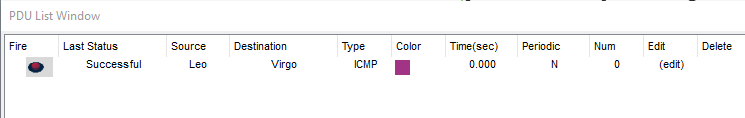 PDU List Window
Fire Last Status Source Destination Type Color Time(sec) Periodic Num Edit Delete
Successful Leo Virgo ICMP 0.000 N 0 (edit)